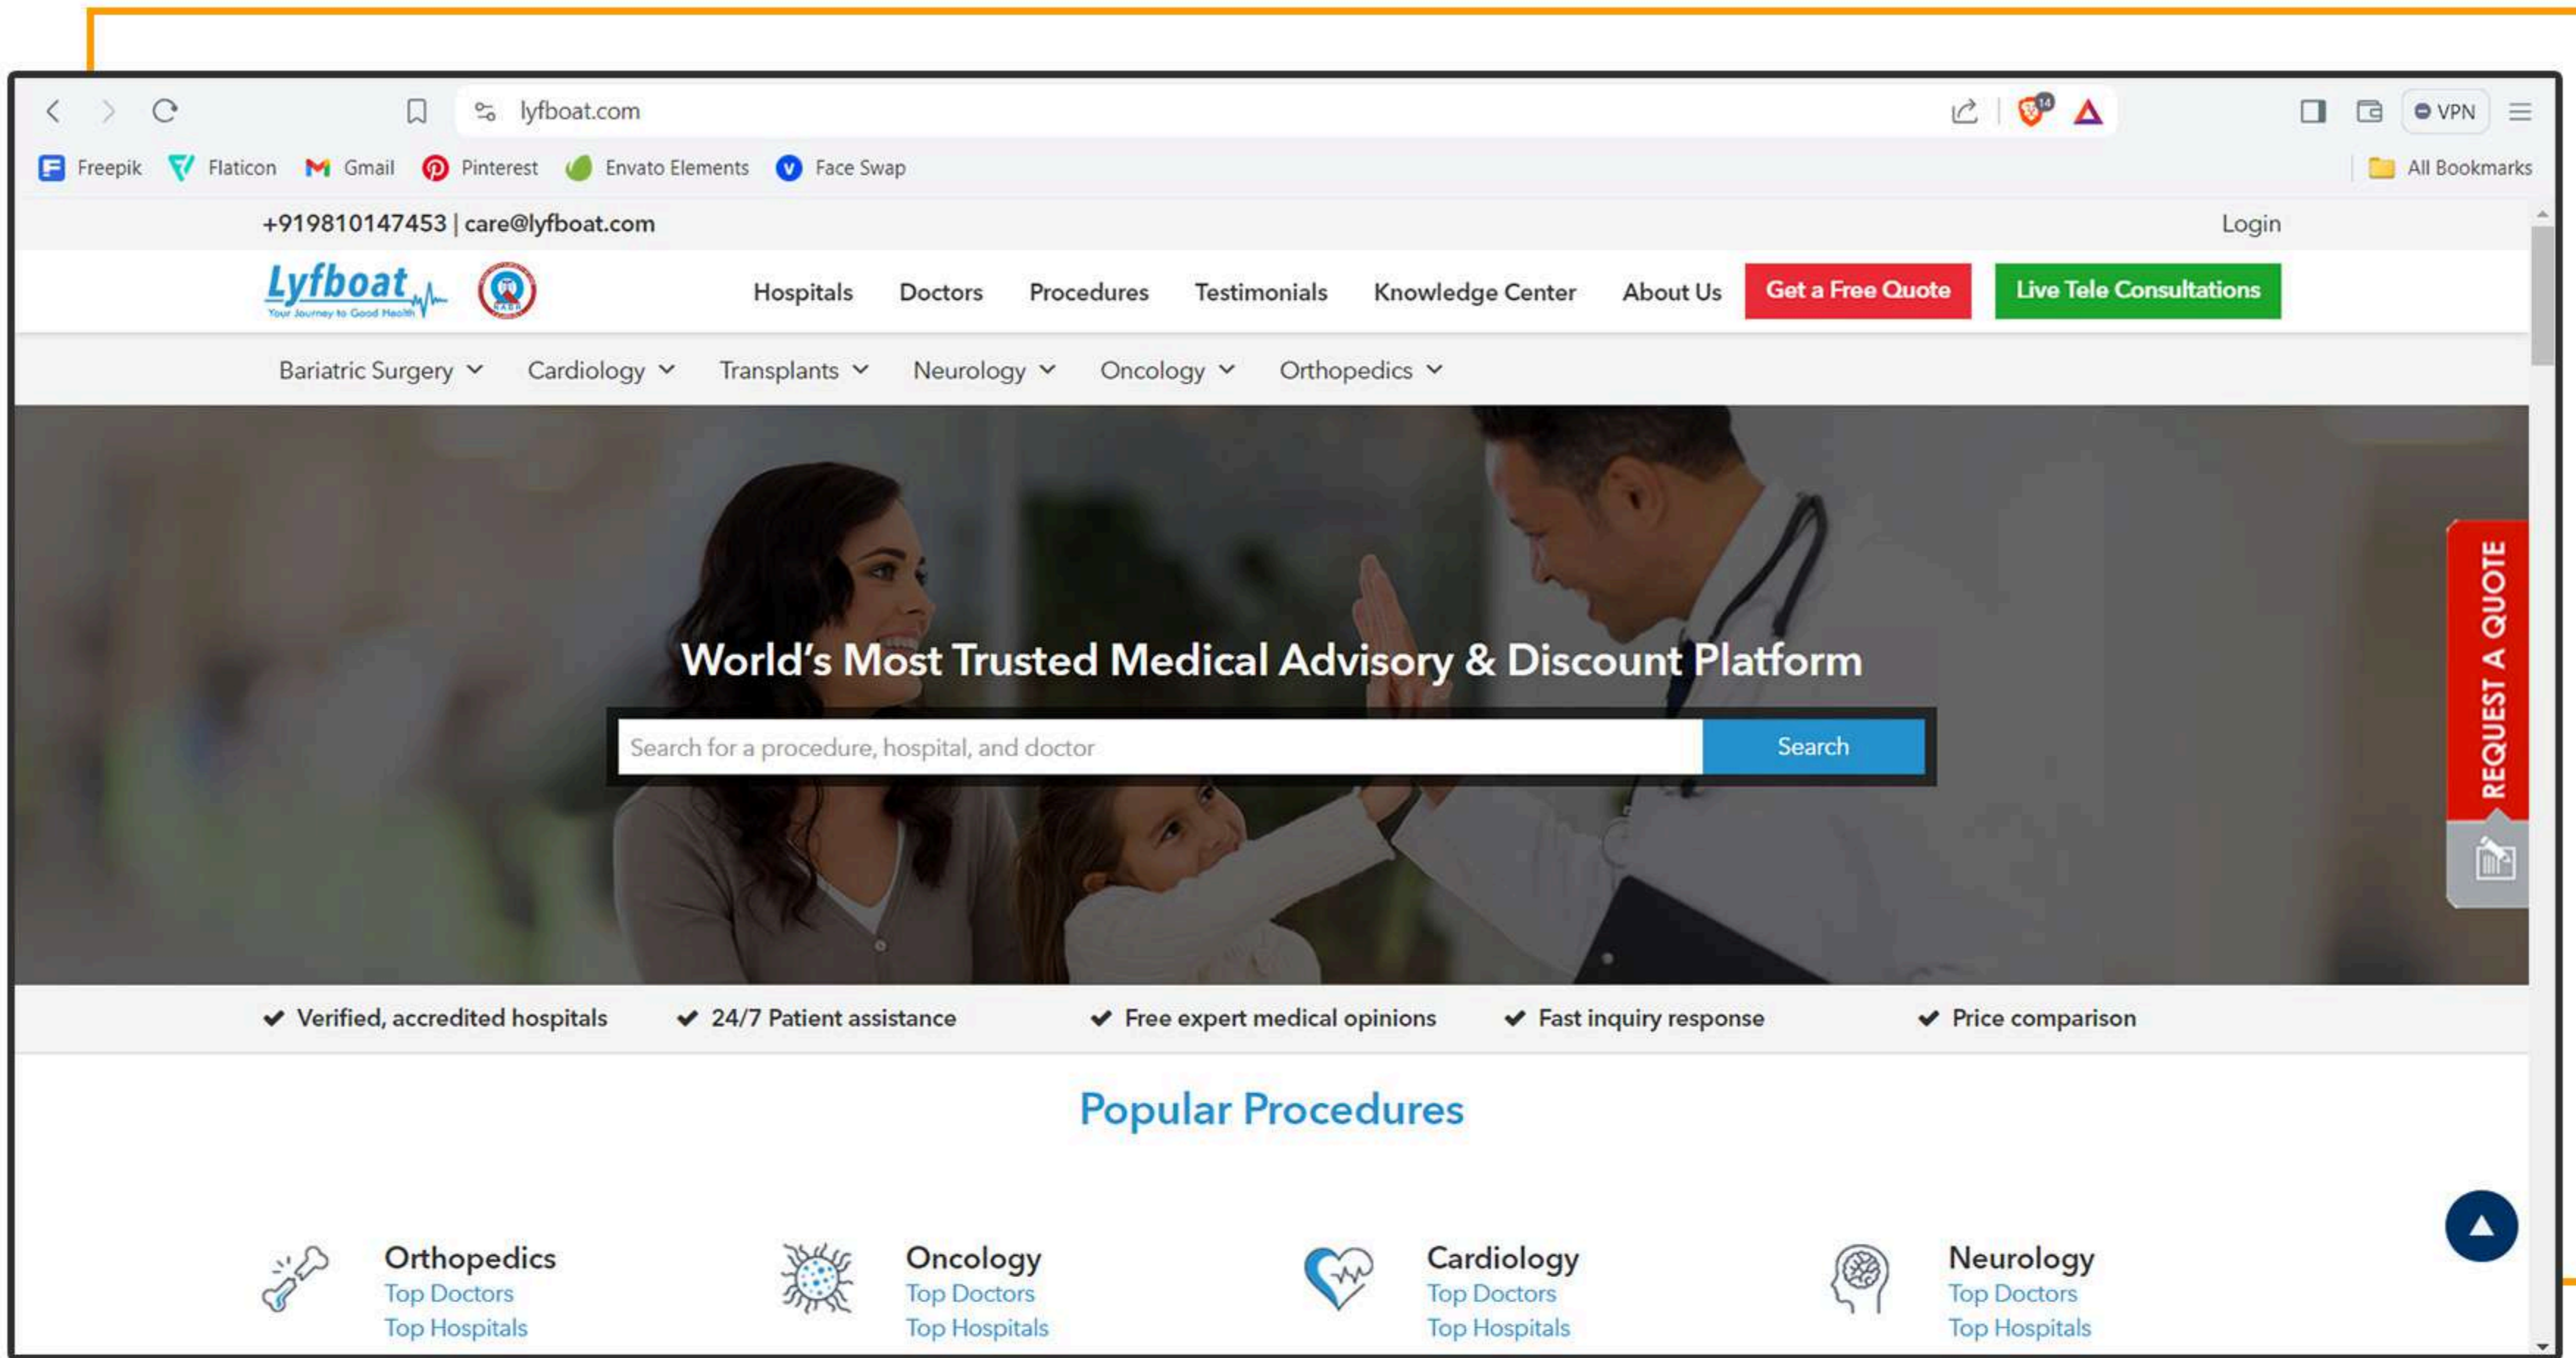 lyfboat.com
14
VPN
Freepik
Flaticon
Gmail
Pinterest
Envato Elements
Face Swap
All Bookmarks
+919810147453 | care@lyfboat.com
Login
Lyfboat
Your Journey to Good Health
Hospitals
Doctors
Procedures
Testimonials
Knowledge Center
About Us
Get a Free Quote
Live Tele Consultations
Bariatric Surgery
Cardiology
Transplants
Neurology
Oncology
Orthopedics
World's Most Trusted Medical Advisory & Discount Platform
Search for a procedure, hospital, and doctor
Search
REQUEST A QUOTE
Verified, accredited hospitals
24/7 Patient assistance
Free expert medical opinions
Fast inquiry response
Price comparison
Popular Procedures
Orthopedics
Top Doctors
Top Hospitals
Oncology
Top Doctors
Top Hospitals
Cardiology
Top Doctors
Top Hospitals
Neurology
Top Doctors
Top Hospitals